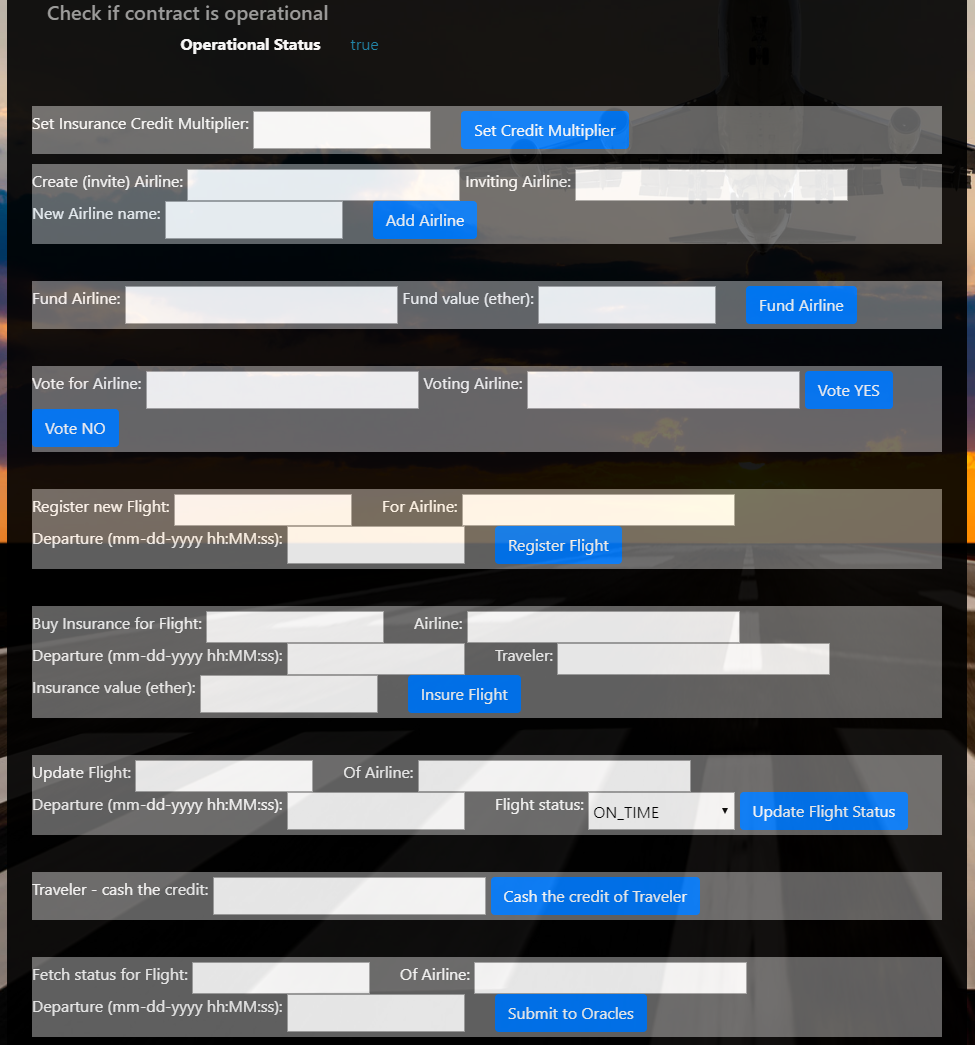 Check if contract is operational
Operational Status true
Set Insurance Credit Multiplier: Set Credit Multiplier
Create (invite) Airline: Inviting Airline:
New Airline name: Add Airline
Fund Airline: Fund value (ether): Fund Airline
Vote for Airline: Voting Airline: Vote YES
Vote NO
Register new Flight: For Airline:
Departure (mm-dd-yyyy hh:MM:ss): Register Flight
Buy Insurance for Flight: Airline:
Departure (mm-dd-yyyy hh:MM:ss): Traveler:
Insurance value (ether): Insure Flight
Update Flight: Of Airline:
Departure (mm-dd-yyyy hh:MM:ss): Flight status: ON_TIME Update Flight Status
Traveler - cash the credit: Cash the credit of Traveler
Fetch status for Flight: Of Airline:
Departure (mm-dd-yyyy hh:MM:ss): Submit to Oracles